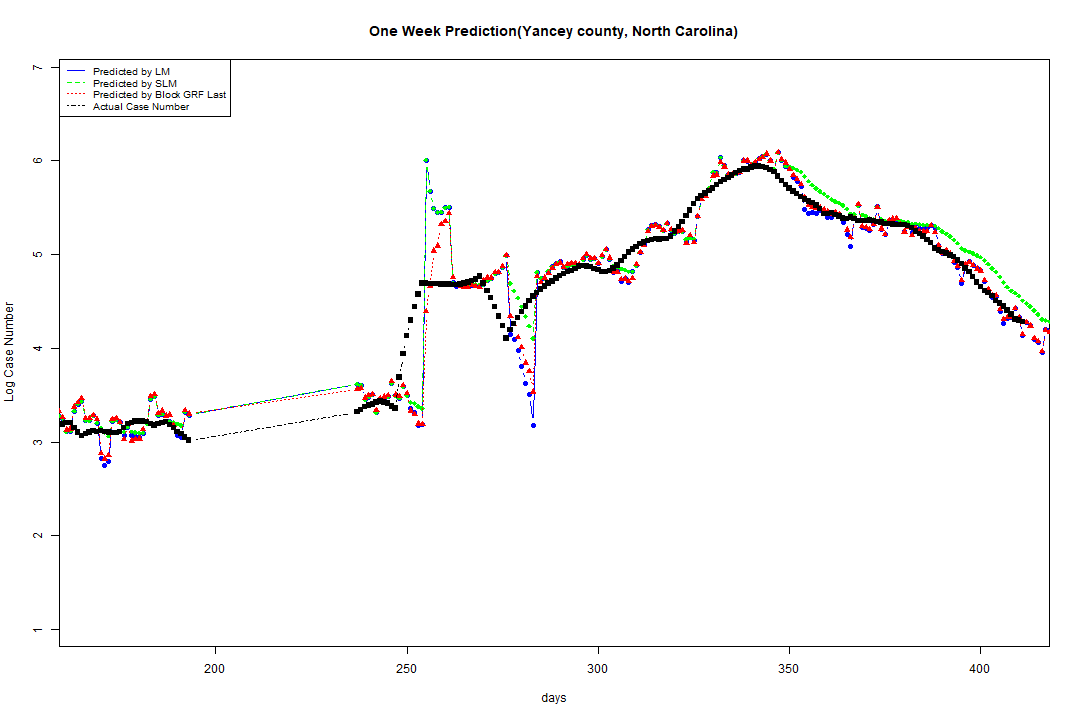 One Week Prediction(Yancey county, North Carolina)
Predicted by LM
Predicted by SLM
Predicted by Block GRF Last
Actual Case Number
7
6
5
4
3
2
1
Log Case Number
200 250 300 350 400
days